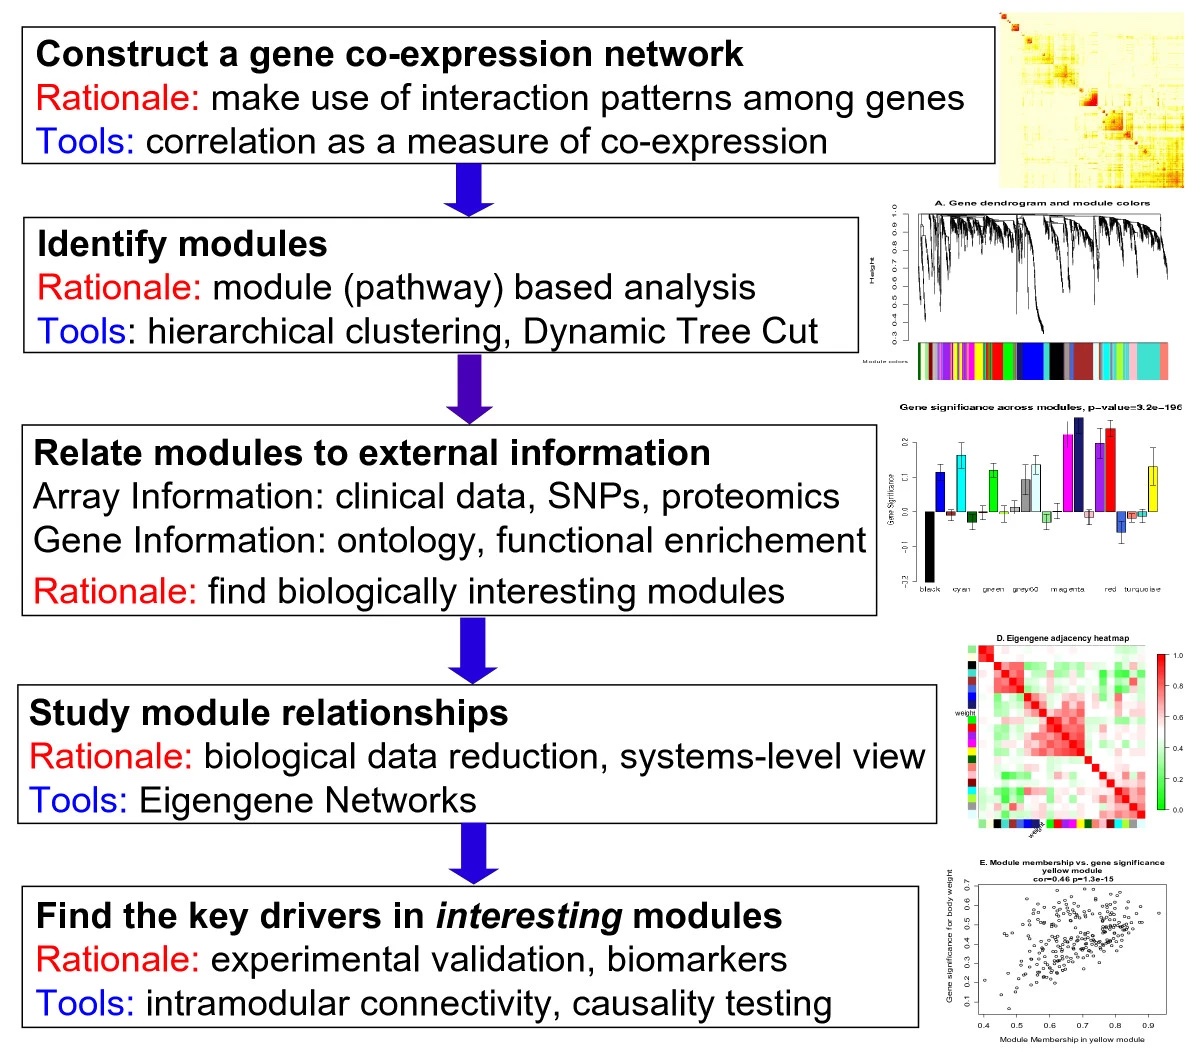 Construct a gene co-expression network
Rationale: make use of interaction patterns among genes
Tools: correlation as a measure of co-expression
A. Gene dendrogram and module colors
Height
1.0
0.9
0.8
0.7
0.6
0.5
0.4
0.3
Module colors
Identify modules
Rationale: module (pathway) based analysis
Tools: hierarchical clustering, Dynamic Tree Cut
Gene significance across modules, p-value=3.2e-196
Gene Significance
0.2
0.1
0.0
-0.1
black cyan green grey60 magenta red turquoise
Relate modules to external information
Array Information: clinical data, SNPs, proteomics
Gene Information: ontology, functional enrichement
Rationale: find biologically interesting modules
D. Eigengene adjacency heatmap
weight
weight
1.0
0.8
0.6
0.4
0.2
0.0
Study module relationships
Rationale: biological data reduction, systems-level view
Tools: Eigengene Networks
E. Module membership vs. gene significance
yellow module
cor=0.46 p=1.3e-15
Gene significance for body weight
0.7
0.6
0.5
0.4
0.3
0.2
0.1
0.4 0.5 0.6 0.7 0.8 0.9
Module Membership in yellow module
Find the key drivers in interesting modules
Rationale: experimental validation, biomarkers
Tools: intramodular connectivity, causality testing